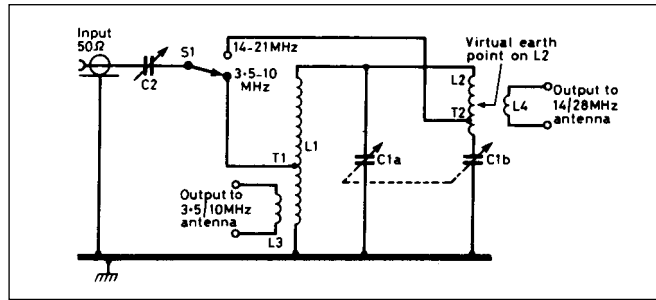 Input
50Ω
C2
S1
14-21MHz
3·5-10
MHz
T1
L1
Output to
3·5/10MHz
antenna
L3
C1a
Virtual earth
point on L2
L2
T2
L4
Output to
14/28MHz
antenna
C1b